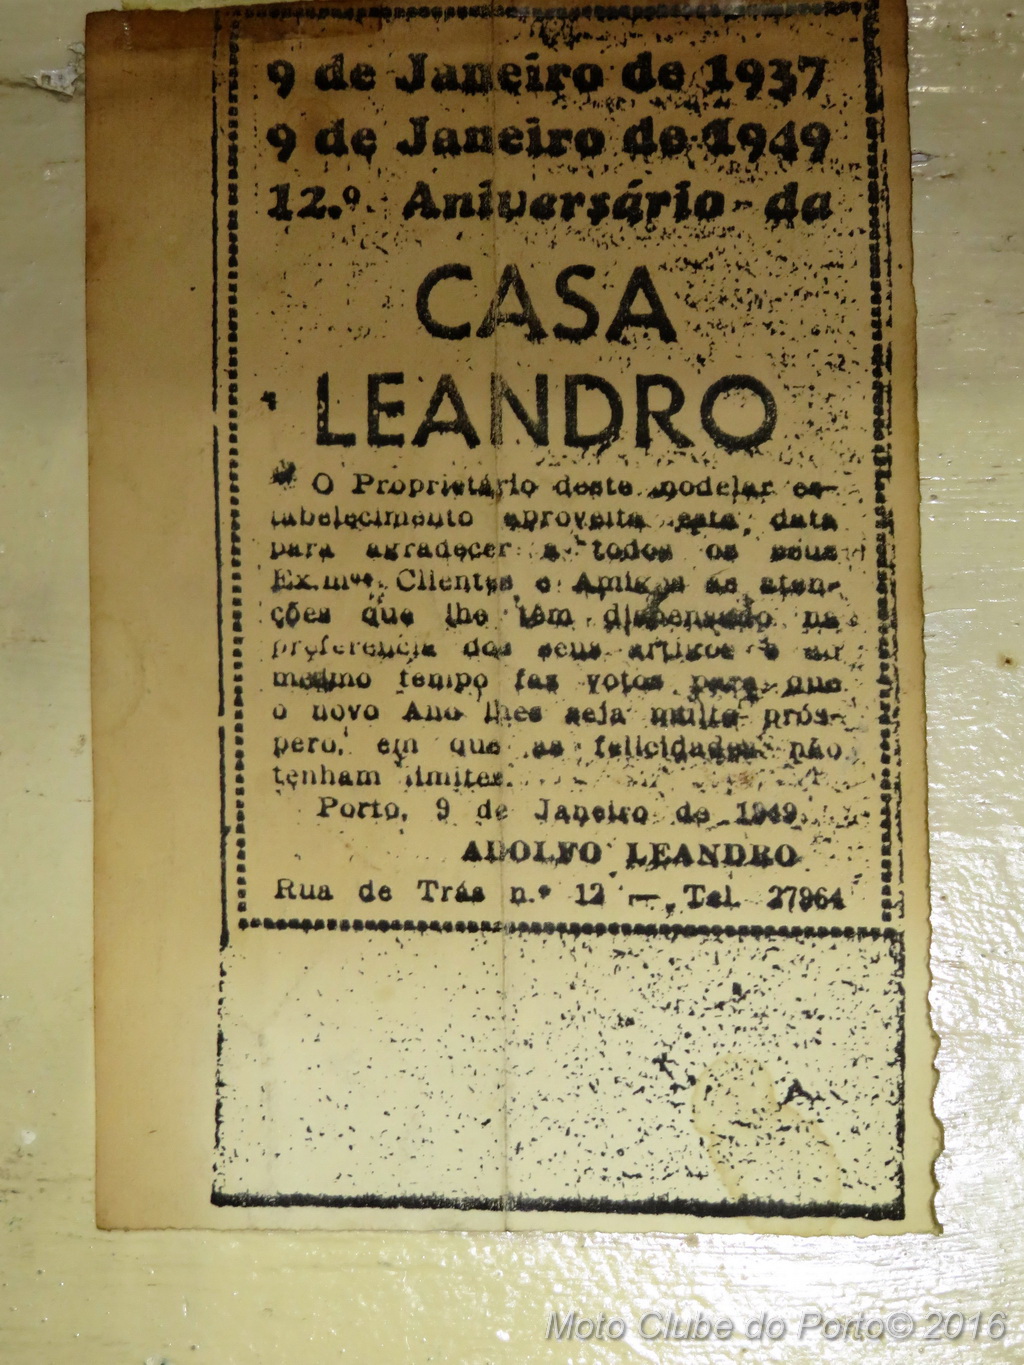 9 de Janeiro de 1937
9 de Janeiro de 1949
12.º Aniversário da
CASA
LEANDRO
O Proprietário deste modelar es-
tabelecimento aproveita esta data
para agradecer a todos os seus
Ex.mos Clientes e Amigos as aten-
ções que lhe têm dispensado na
preferencia dos seus artigos e ao
mesmo tempo faz votos para que
o novo Ano lhes seja muito prós-
pero, em que as felicidades não
tenham limites.
Porto, 9 de Janeiro de 1949
ADOLFO LEANDRO
Rua de Trás n.º 12 — Tel. 27964
Moto Clube do Porto© 2016